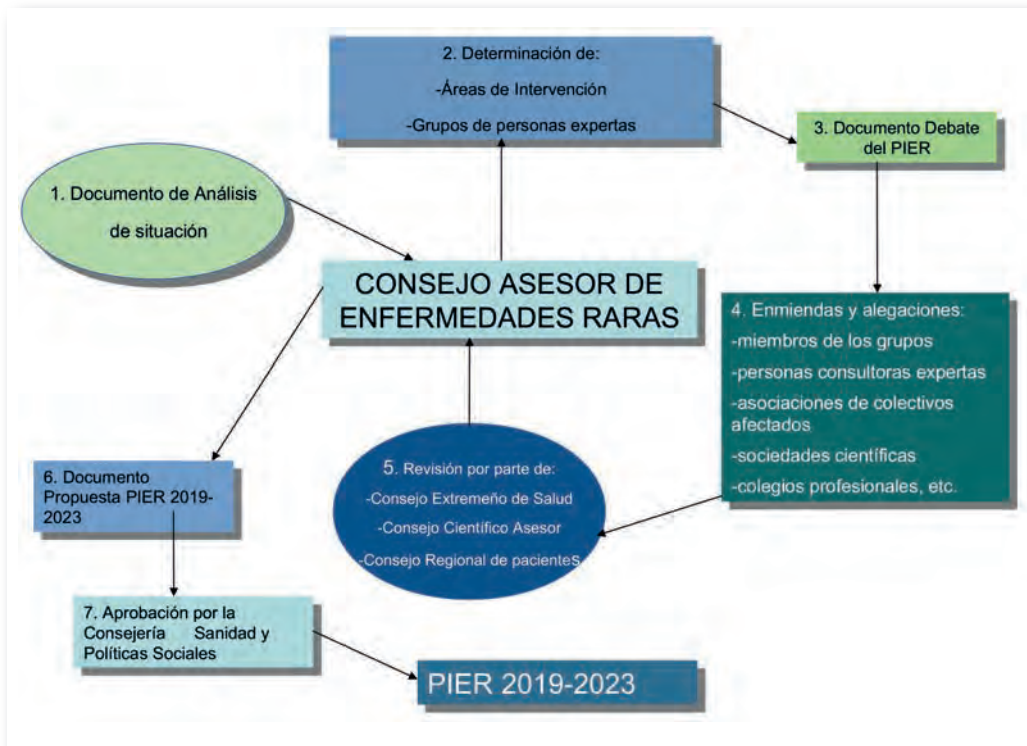 2. Determinación de:
-Áreas de Intervención
-Grupos de personas expertas
3. Documento Debate
del PIER
1. Documento de Análisis
de situación
CONSEJO ASESOR DE
ENFERMEDADES RARAS
4. Enmiendas y alegaciones:
-miembros de los grupos
-personas consultoras expertas
-asociaciones de colectivos
afectados
-sociedades científicas
-colegios profesionales, etc.
5. Revisión por parte de:
-Consejo Extremeño de Salud
-Consejo Científico Asesor
-Consejo Regional de pacientes
6. Documento
Propuesta PIER 2019-
2023
7. Aprobación por la
Consejería Sanidad y
Políticas Sociales
PIER 2019-2023